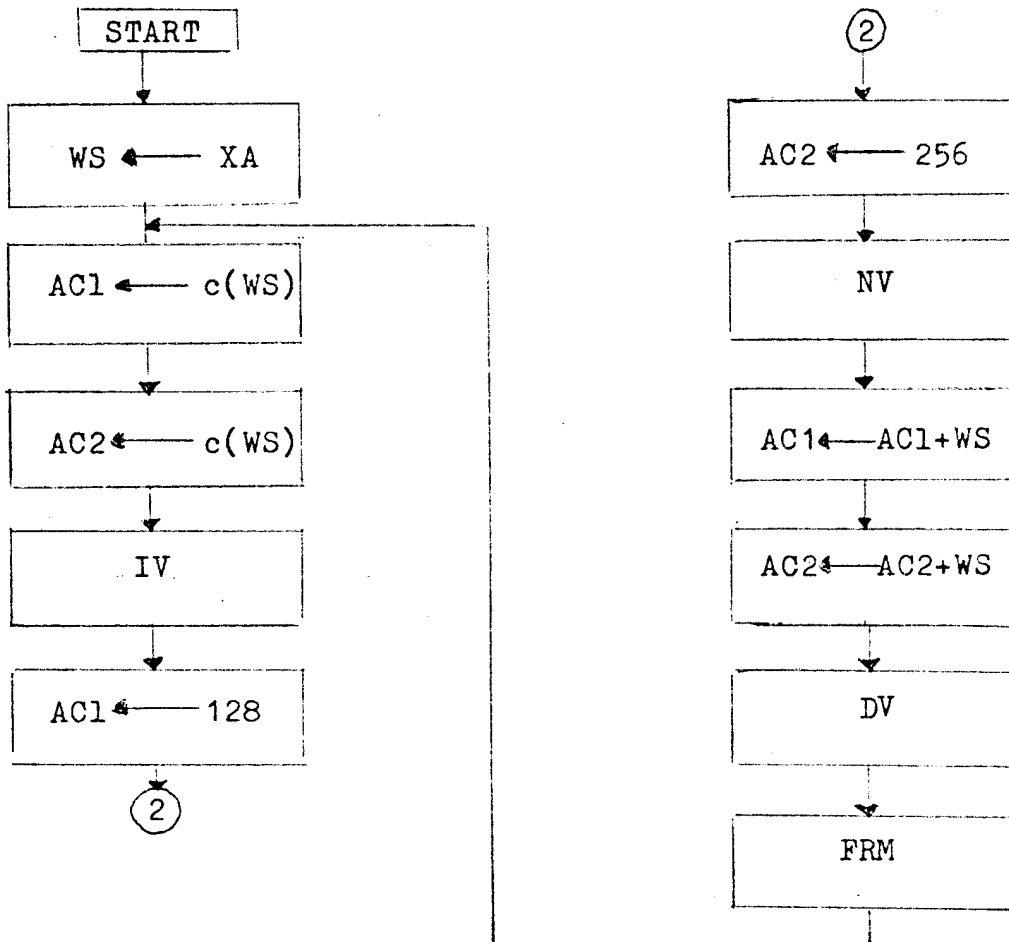 START
WS ← XA
AC1 ← c(WS)
AC2 ← c(WS)
IV
AC1 ← 128
2
2
AC2 ← 256
NV
AC1 ← AC1+WS
AC2 ← AC2+WS
DV
FRM